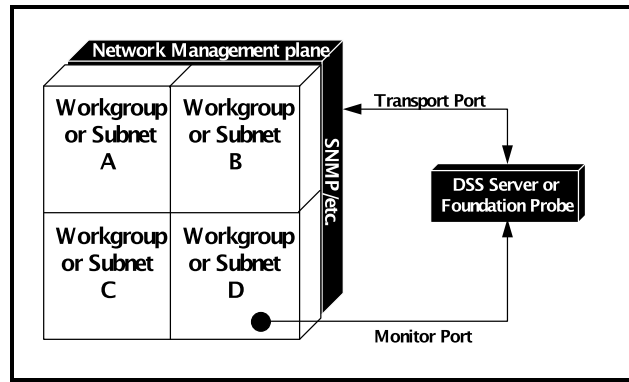 Network Management plane
Workgroup
or Subnet
A
Workgroup
or Subnet
B
Workgroup
or Subnet
C
Workgroup
or Subnet
D
SNMP/etc.
Transport Port
DSS Server or
Foundation Probe
Monitor Port